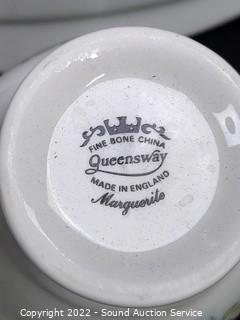 FINE BONE CHINA
Queensway
MADE IN ENGLAND
Marguerite
Copyright 2022 - Sound Auction Service